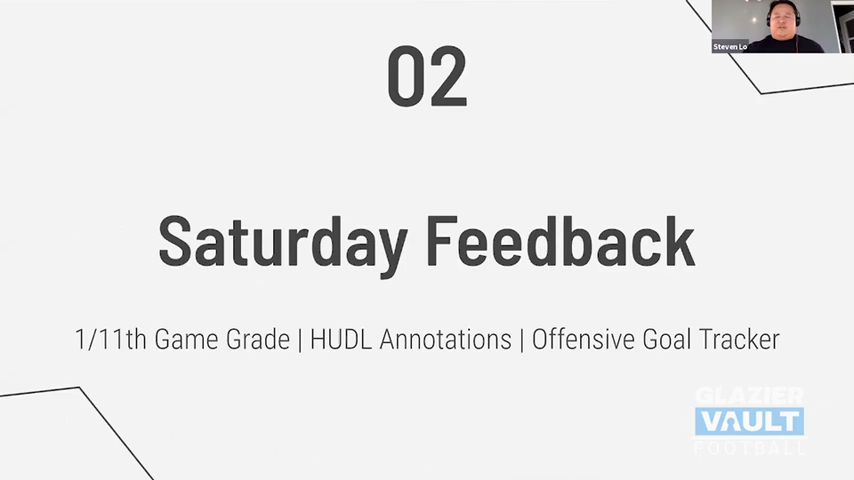 Steven Lo
02
Saturday Feedback
1/11th Game Grade | HUDL Annotations | Offensive Goal Tracker
GLAZIER
VAULT
FOOTBALL